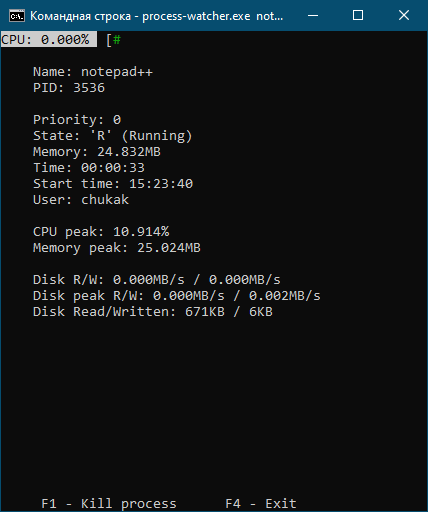 Командная строка - process-watcher.exe not...
CPU: 0.000% [#
Name: notepad++
PID: 3536
Priority: 0
State: 'R' (Running)
Memory: 24.832MB
Time: 00:00:33
Start time: 15:23:40
User: chukak
CPU peak: 10.914%
Memory peak: 25.024MB
Disk R/W: 0.000MB/s / 0.000MB/s
Disk peak R/W: 0.000MB/s / 0.002MB/s
Disk Read/Written: 671KB / 6KB
F1 - Kill process F4 - Exit